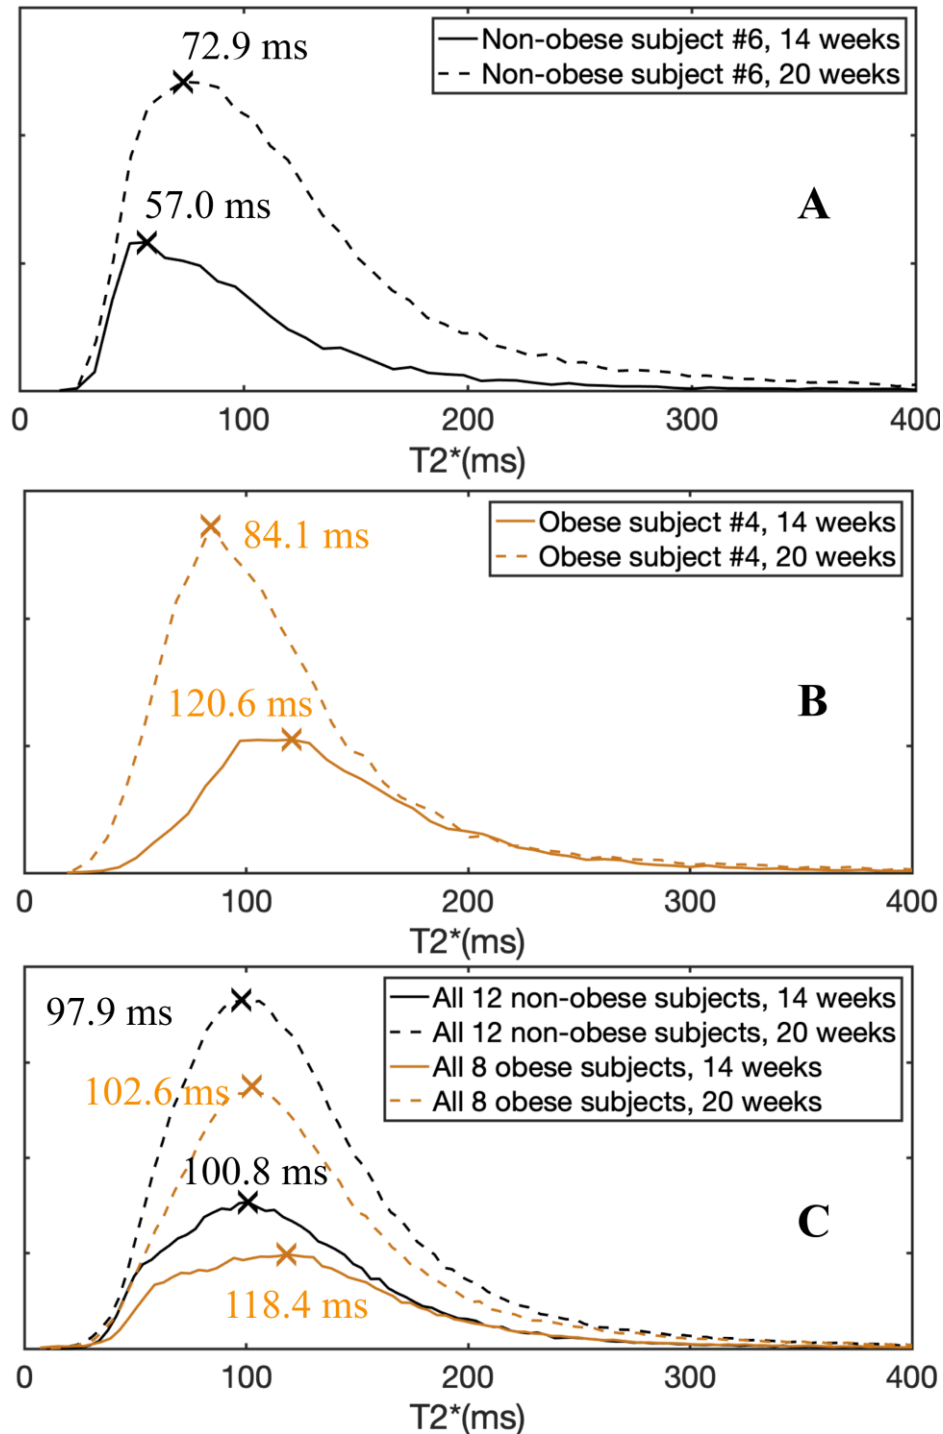 72.9 ms
Non-obese subject #6, 14 weeks
Non-obese subject #6, 20 weeks
57.0 ms
A
0 100 200 300 400
T2*(ms)
Obese subject #4, 14 weeks
Obese subject #4, 20 weeks
84.1 ms
120.6 ms
B
0 100 200 300 400
T2*(ms)
All 12 non-obese subjects, 14 weeks
All 12 non-obese subjects, 20 weeks
All 8 obese subjects, 14 weeks
All 8 obese subjects, 20 weeks
97.9 ms
102.6 ms
100.8 ms
C
118.4 ms
0 100 200 300 400
T2*(ms)